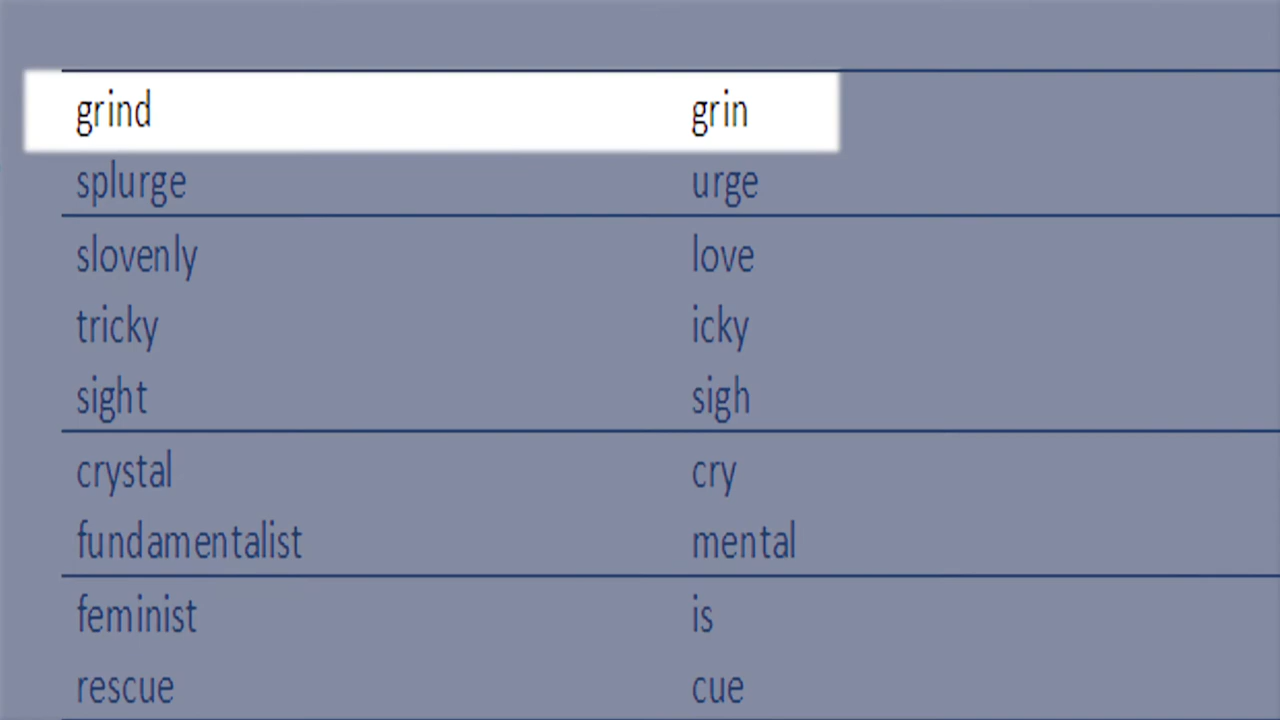 grind grin
splurge urge
slovenly love
tricky icky
sight sigh
crystal cry
fundamentalist mental
feminist is
rescue cue